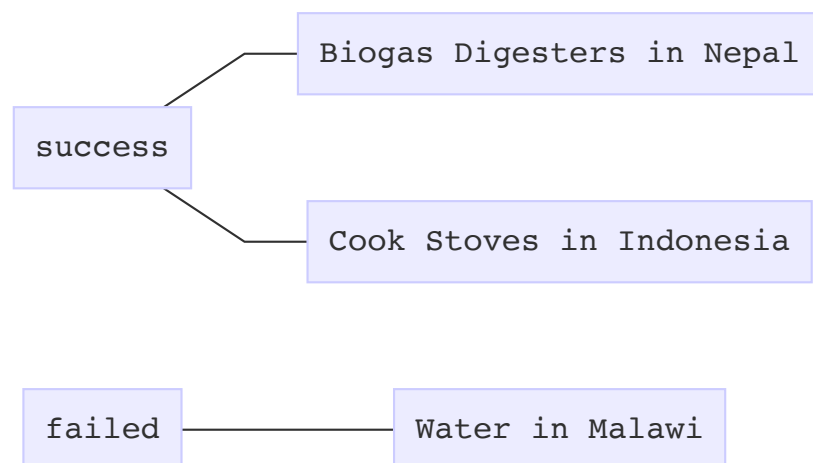 Biogas Digesters in Nepal
success
Cook Stoves in Indonesia
failed
Water in Malawi